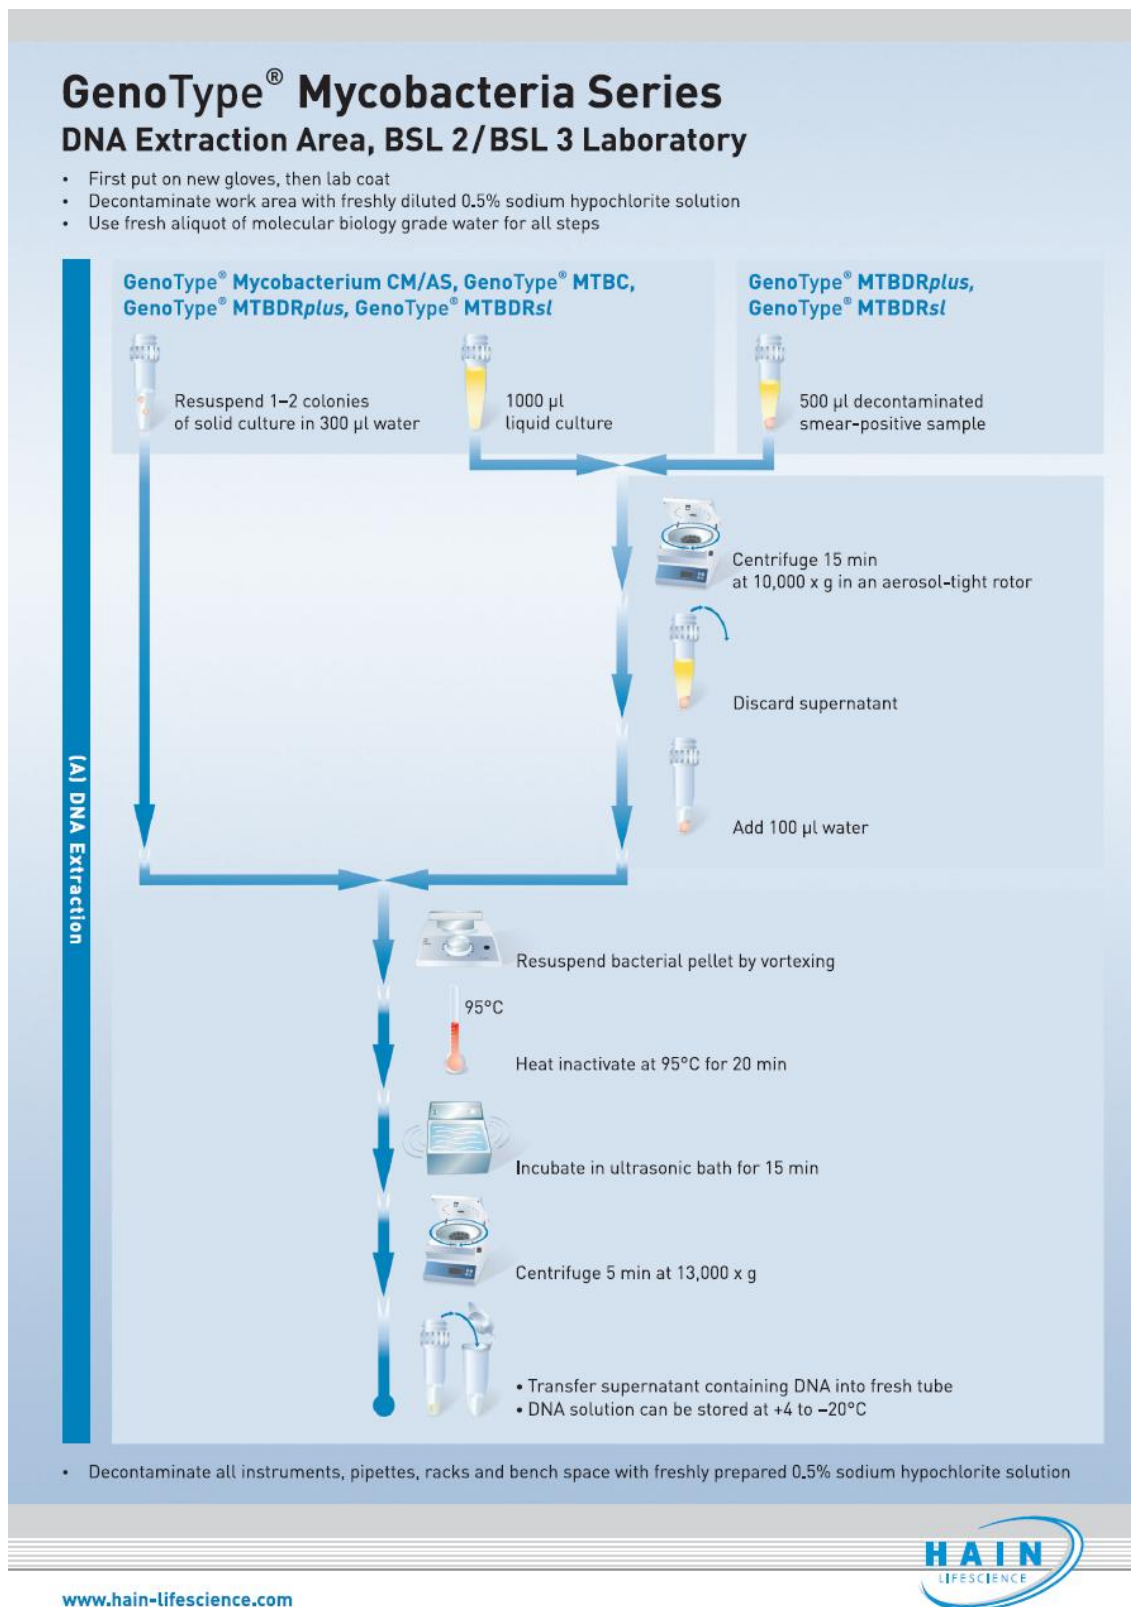 GenoType® Mycobacteria Series
DNA Extraction Area, BSL 2/BSL 3 Laboratory
• First put on new gloves, then lab coat
• Decontaminate work area with freshly diluted 0.5% sodium hypochlorite solution
• Use fresh aliquot of molecular biology grade water for all steps
(A) DNA Extraction
GenoType® Mycobacterium CM/AS, GenoType® MTBC,
GenoType® MTBDRplus, GenoType® MTBDRsl
Resuspend 1–2 colonies
of solid culture in 300 µl water
1000 µl
liquid culture
GenoType® MTBDRplus,
GenoType® MTBDRsl
500 µl decontaminated
smear-positive sample
Centrifuge 15 min
at 10,000 x g in an aerosol-tight rotor
Discard supernatant
Add 100 µl water
Resuspend bacterial pellet by vortexing
95°C
Heat inactivate at 95°C for 20 min
Incubate in ultrasonic bath for 15 min
Centrifuge 5 min at 13,000 x g
• Transfer supernatant containing DNA into fresh tube
• DNA solution can be stored at +4 to –20°C
• Decontaminate all instruments, pipettes, racks and bench space with freshly prepared 0.5% sodium hypochlorite solution
HAIN
LIFESCIENCE
www.hain-lifescience.com